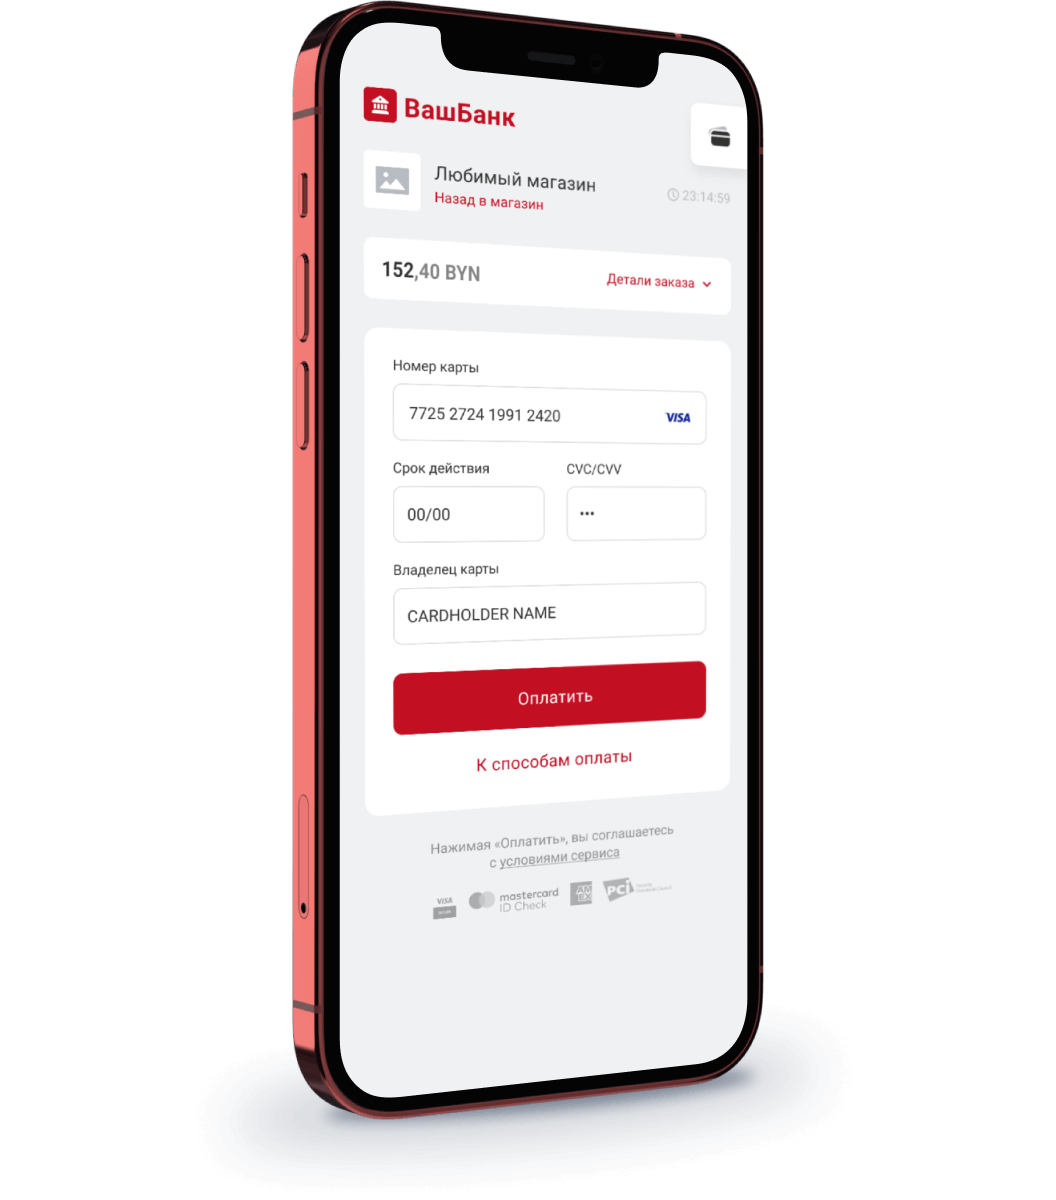 ВашБанк
Любимый магазин
Назад в магазин
23:14:59
152,40 BYN
Детали заказа
Номер карты
7725 2724 1991 2420
VISA
Срок действия
CVC/CVV
00/00
•••
Владелец карты
CARDHOLDER NAME
Оплатить
К способам оплаты
Нажимая «Оплатить», вы соглашаетесь
с условиями сервиса
VISA
mastercard
ID Check
AM
EX
PCI